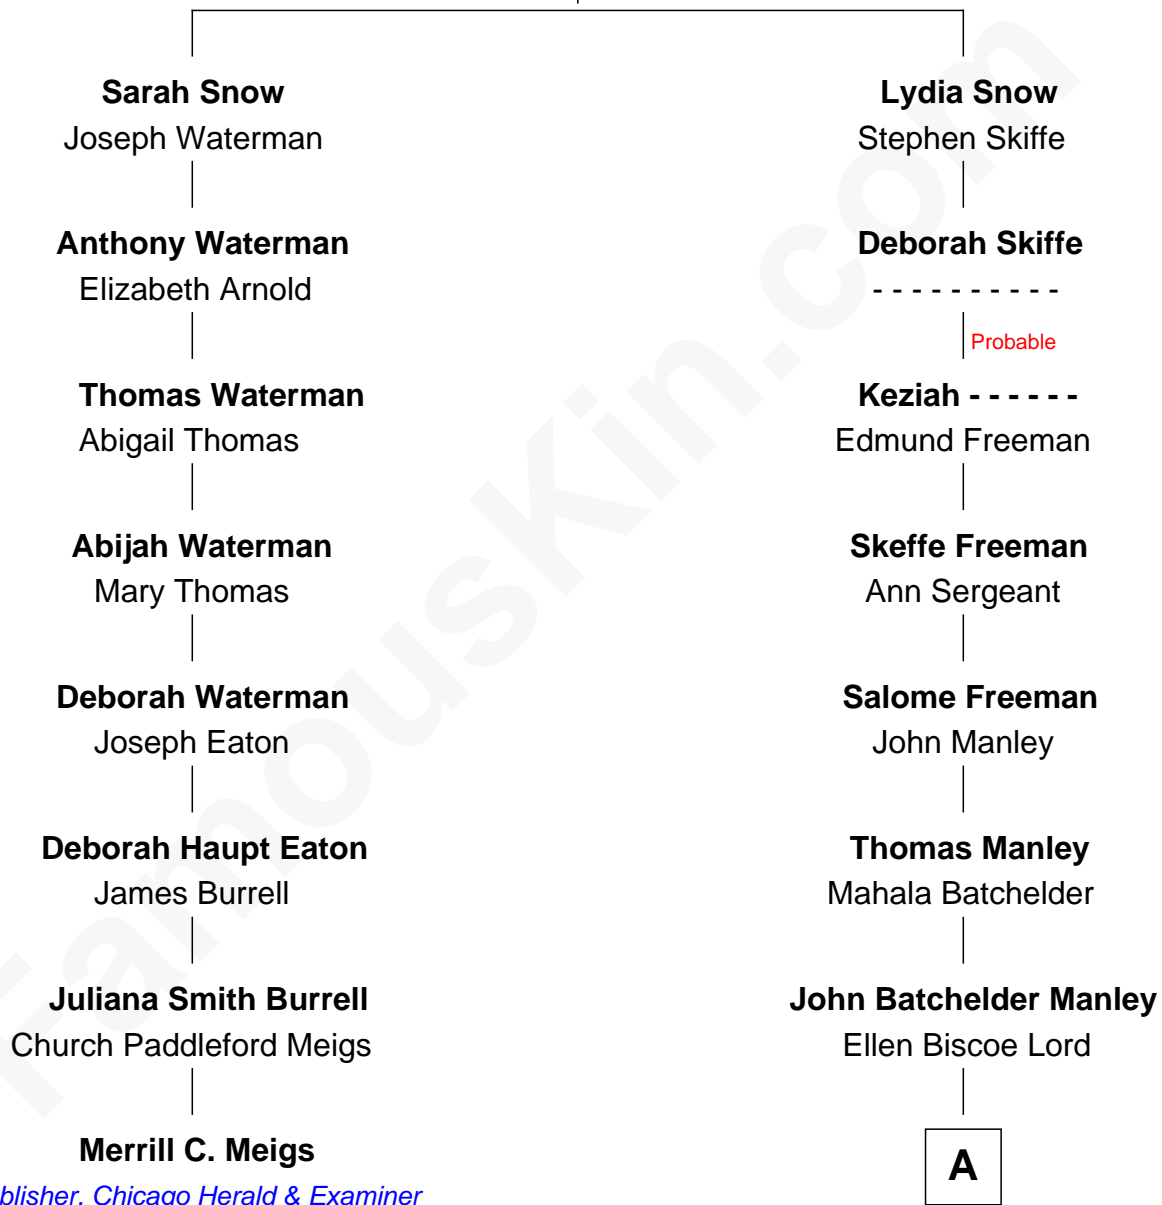 Sarah Snow
Joseph Waterman
Anthony Waterman
Elizabeth Arnold
Thomas Waterman
Abigail Thomas
Abijah Waterman
Mary Thomas
Deborah Waterman
Joseph Eaton
Deborah Haupt Eaton
James Burrell
Juliana Smith Burrell
Church Paddleford Meigs
Merrill C. Meigs
blisher, Chicago Herald & Examiner
Lydia Snow
Stephen Skiffe
Deborah Skiffe
- - - - - - - - - -
Probable
Keziah - - - - - -
Edmund Freeman
Skeffe Freeman
Ann Sergeant
Salome Freeman
John Manley
Thomas Manley
Mahala Batchelder
John Batchelder Manley
Ellen Biscoe Lord
A
FamousKin.com